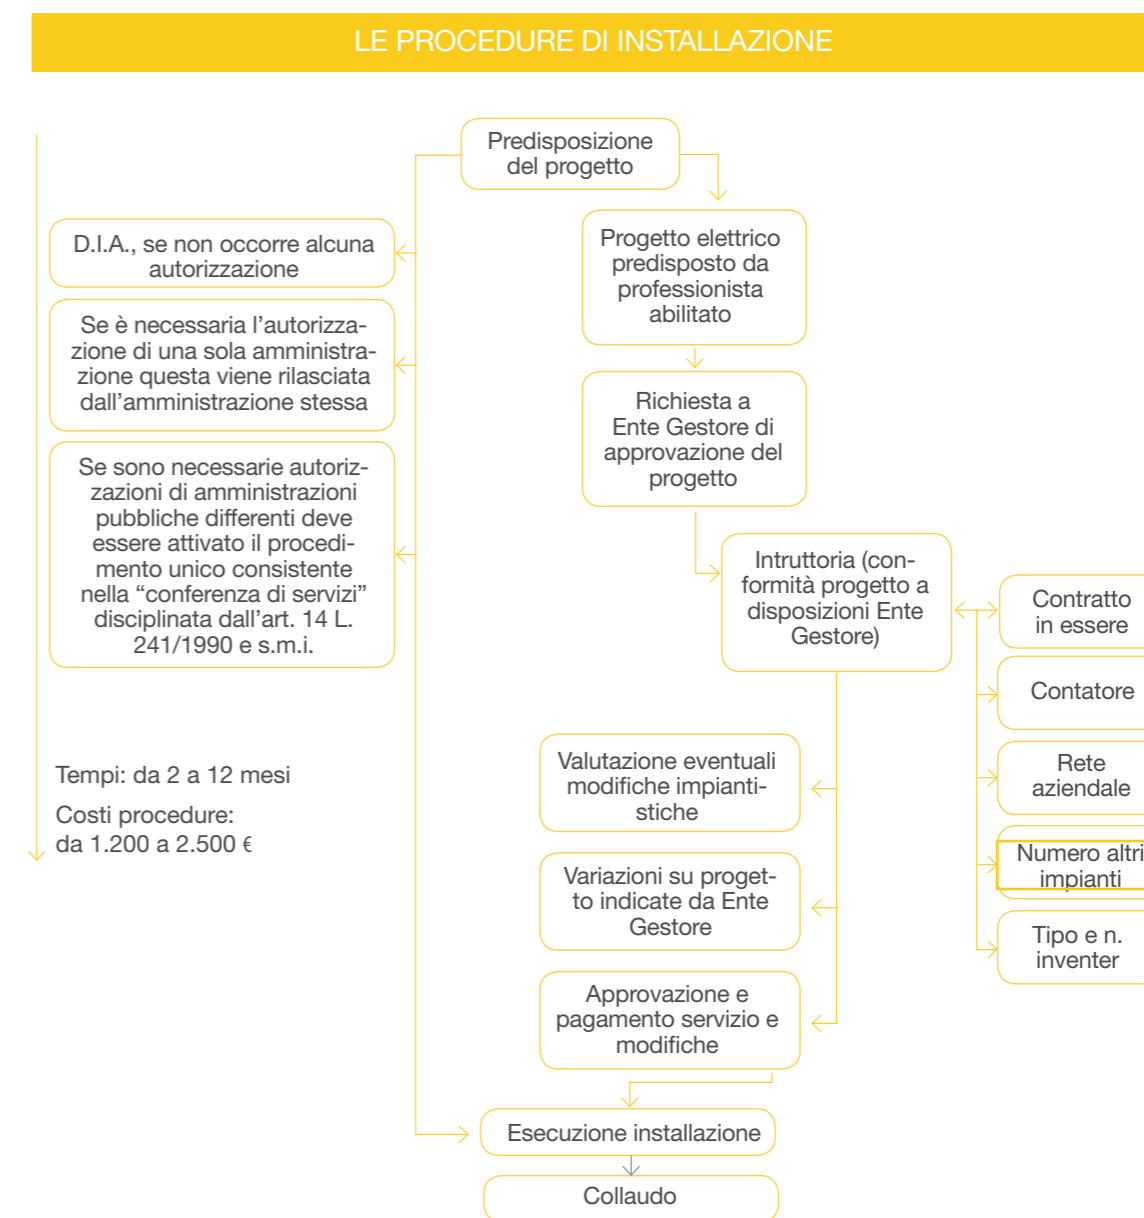 LE PROCEDURE DI INSTALLAZIONE
Predisposizione
del progetto
D.I.A., se non occorre alcuna
autorizzazione
Se è necessaria l’autorizza-
zione di una sola amministra-
zione questa viene rilasciata
dall’amministrazione stessa
Se sono necessarie autoriz-
zazioni di amministrazioni
pubbliche differenti deve
essere attivato il procedi-
mento unico consistente
nella “conferenza di servizi”
disciplinata dall’art. 14 L.
241/1990 e s.m.i.
Tempi: da 2 a 12 mesi
Costi procedure:
da 1.200 a 2.500 €
Progetto elettrico
predisposto da
professionista
abilitato
Richiesta a
Ente Gestore di
approvazione del
progetto
Intruttoria (con-
formità progetto a
disposizioni Ente
Gestore)
Contratto
in essere
Contatore
Rete
aziendale
Numero altri
impianti
Tipo e n.
inventer
Valutazione eventuali
modifiche impianti-
stiche
Variazioni su proget-
to indicate da Ente
Gestore
Approvazione e
pagamento servizio e
modifiche
Esecuzione installazione
Collaudo